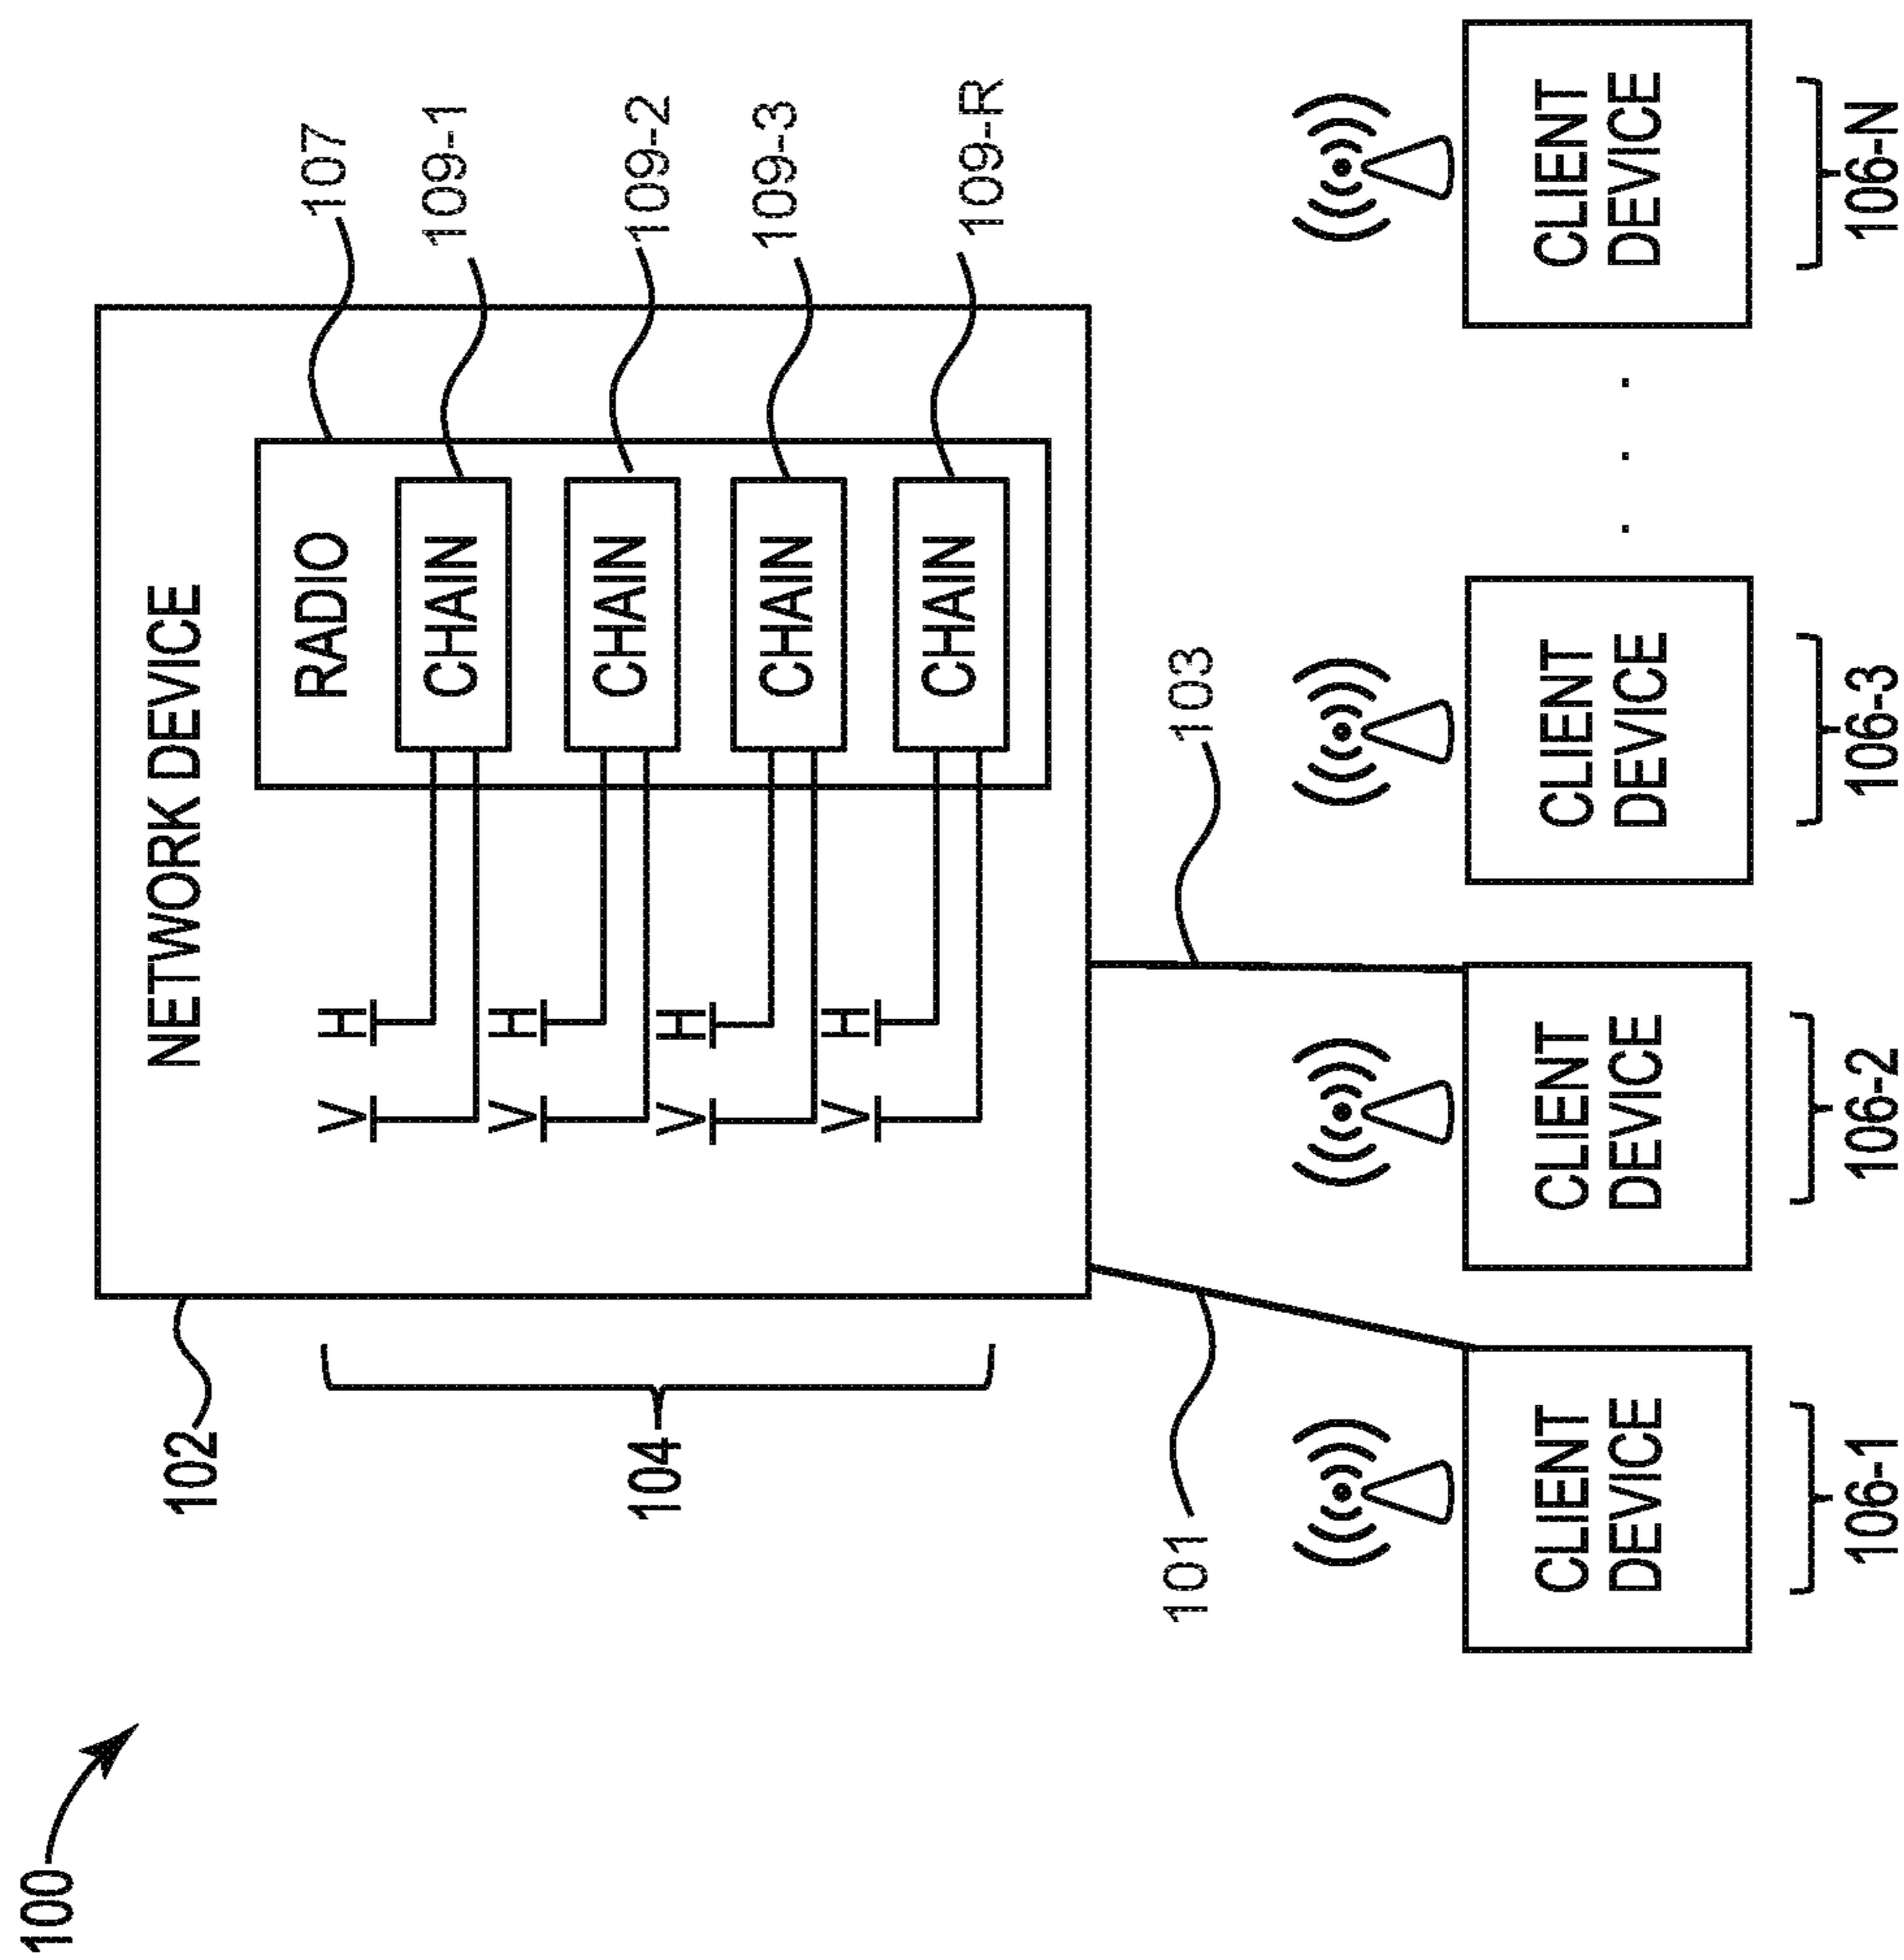 100
102
NETWORK DEVICE
RADIO
107
V H
CHAIN
109-1
V H
CHAIN
109-2
104
V H
CHAIN
109-3
V H
CHAIN
109-R
101
103
CLIENT
DEVICE
106-1
CLIENT
DEVICE
106-2
CLIENT
DEVICE
106-3
. . .
CLIENT
DEVICE
106-N